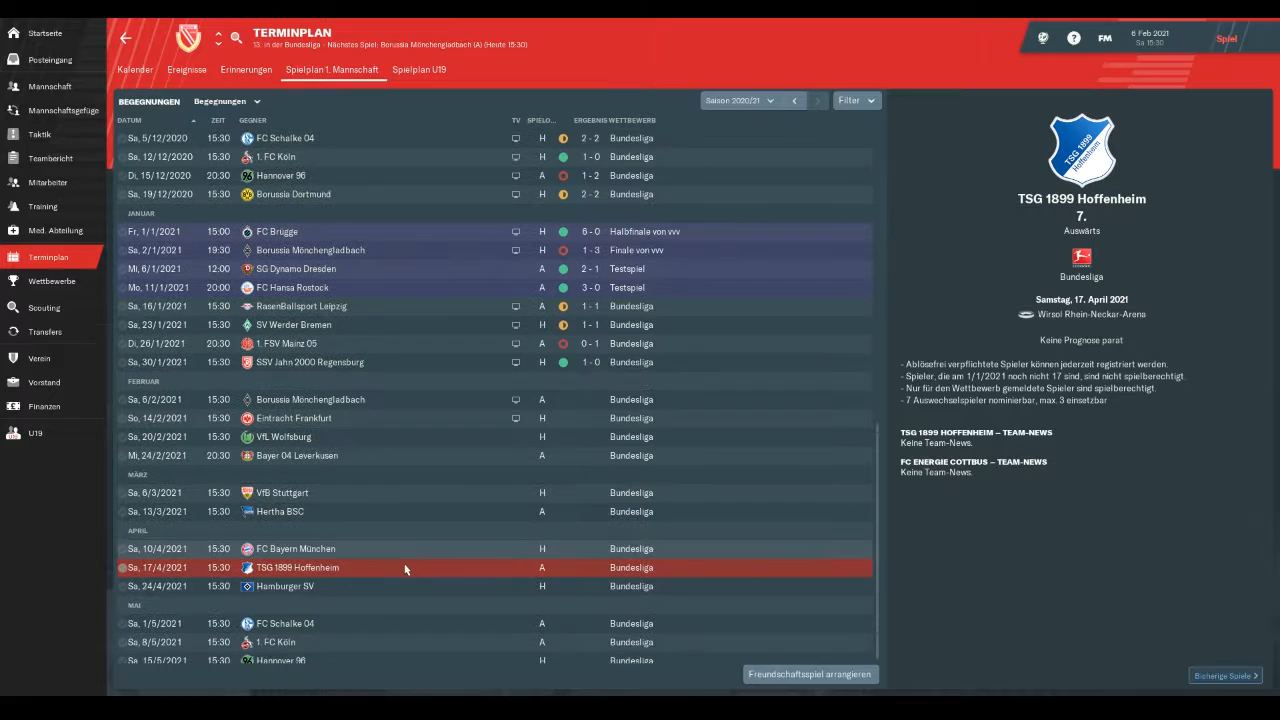 Startseite
Posteingang
Mannschaft
Mannschaftsgefüge
Taktik
Teambericht
Mitarbeiter
Training
Med. Abteilung
Terminplan
Wettbewerbe
Scouting
Transfers
Verein
Vorstand
Finanzen
U19
TERMINPLAN
13. in der Bundesliga - Nächstes Spiel: Borussia Mönchengladbach (A) (Heute 15:30)
FM
6 Feb 2021
Sa 15:30
Spiel
Kalender Ereignisse Erinnerungen Spielplan 1. Mannschaft Spielplan U19
BEGEGNUNGEN Begegnungen Saison 2020/21 Filter
DATUM ZEIT GEGNER TV SPIELO... ERGEBNIS WETTBEWERB
Sa, 5/12/2020 15:30 FC Schalke 04 H 2 - 2 Bundesliga
Sa, 12/12/2020 15:30 1. FC Köln H 1 - 0 Bundesliga
Di, 15/12/2020 20:30 Hannover 96 A 1 - 2 Bundesliga
Sa, 19/12/2020 15:30 Borussia Dortmund H 2 - 2 Bundesliga
JANUAR
Fr, 1/1/2021 15:00 FC Brügge H 6 - 0 Halbfinale von vvv
Sa, 2/1/2021 19:30 Borussia Mönchengladbach H 1 - 3 Finale von vvv
Mi, 6/1/2021 12:00 SG Dynamo Dresden A 2 - 1 Testspiel
Mo, 11/1/2021 20:00 FC Hansa Rostock A 3 - 0 Testspiel
Sa, 16/1/2021 15:30 RasenBallsport Leipzig A 1 - 1 Bundesliga
Sa, 23/1/2021 15:30 SV Werder Bremen H 1 - 1 Bundesliga
Di, 26/1/2021 20:30 1. FSV Mainz 05 A 0 - 1 Bundesliga
Sa, 30/1/2021 15:30 SSV Jahn 2000 Regensburg H 1 - 0 Bundesliga
FEBRUAR
Sa, 6/2/2021 15:30 Borussia Mönchengladbach A Bundesliga
So, 14/2/2021 15:30 Eintracht Frankfurt A Bundesliga
Sa, 20/2/2021 15:30 VfL Wolfsburg H Bundesliga
Mi, 24/2/2021 20:30 Bayer 04 Leverkusen A Bundesliga
MÄRZ
Sa, 6/3/2021 15:30 VfB Stuttgart H Bundesliga
Sa, 13/3/2021 15:30 Hertha BSC A Bundesliga
APRIL
Sa, 10/4/2021 15:30 FC Bayern München H Bundesliga
Sa, 17/4/2021 15:30 TSG 1899 Hoffenheim A Bundesliga
Sa, 24/4/2021 15:30 Hamburger SV H Bundesliga
MAI
Sa, 1/5/2021 15:30 FC Schalke 04 A Bundesliga
Sa, 8/5/2021 15:30 1. FC Köln A Bundesliga
Sa, 15/5/2021 15:30 Hannover 96 H Bundesliga
Freundschaftsspiel arrangieren
TSG 1899
Hoffenheim
TSG 1899 Hoffenheim
7.
Auswärts
Bundesliga
Samstag, 17. April 2021
Wirsol Rhein-Neckar-Arena
Keine Prognose parat
- Ablösefrei verpflichtete Spieler können jederzeit registriert werden.
- Spieler, die am 1/1/2021 noch nicht 17 sind, sind nicht spielberechtigt.
- Nur für den Wettbewerb gemeldete Spieler sind spielberechtigt.
- 7 Auswechselspieler nominierbar, max. 3 einsetzbar
TSG 1899 HOFFENHEIM – TEAM-NEWS
Keine Team-News.
FC ENERGIE COTTBUS – TEAM-NEWS
Keine Team-News.
Bisherige Spiele